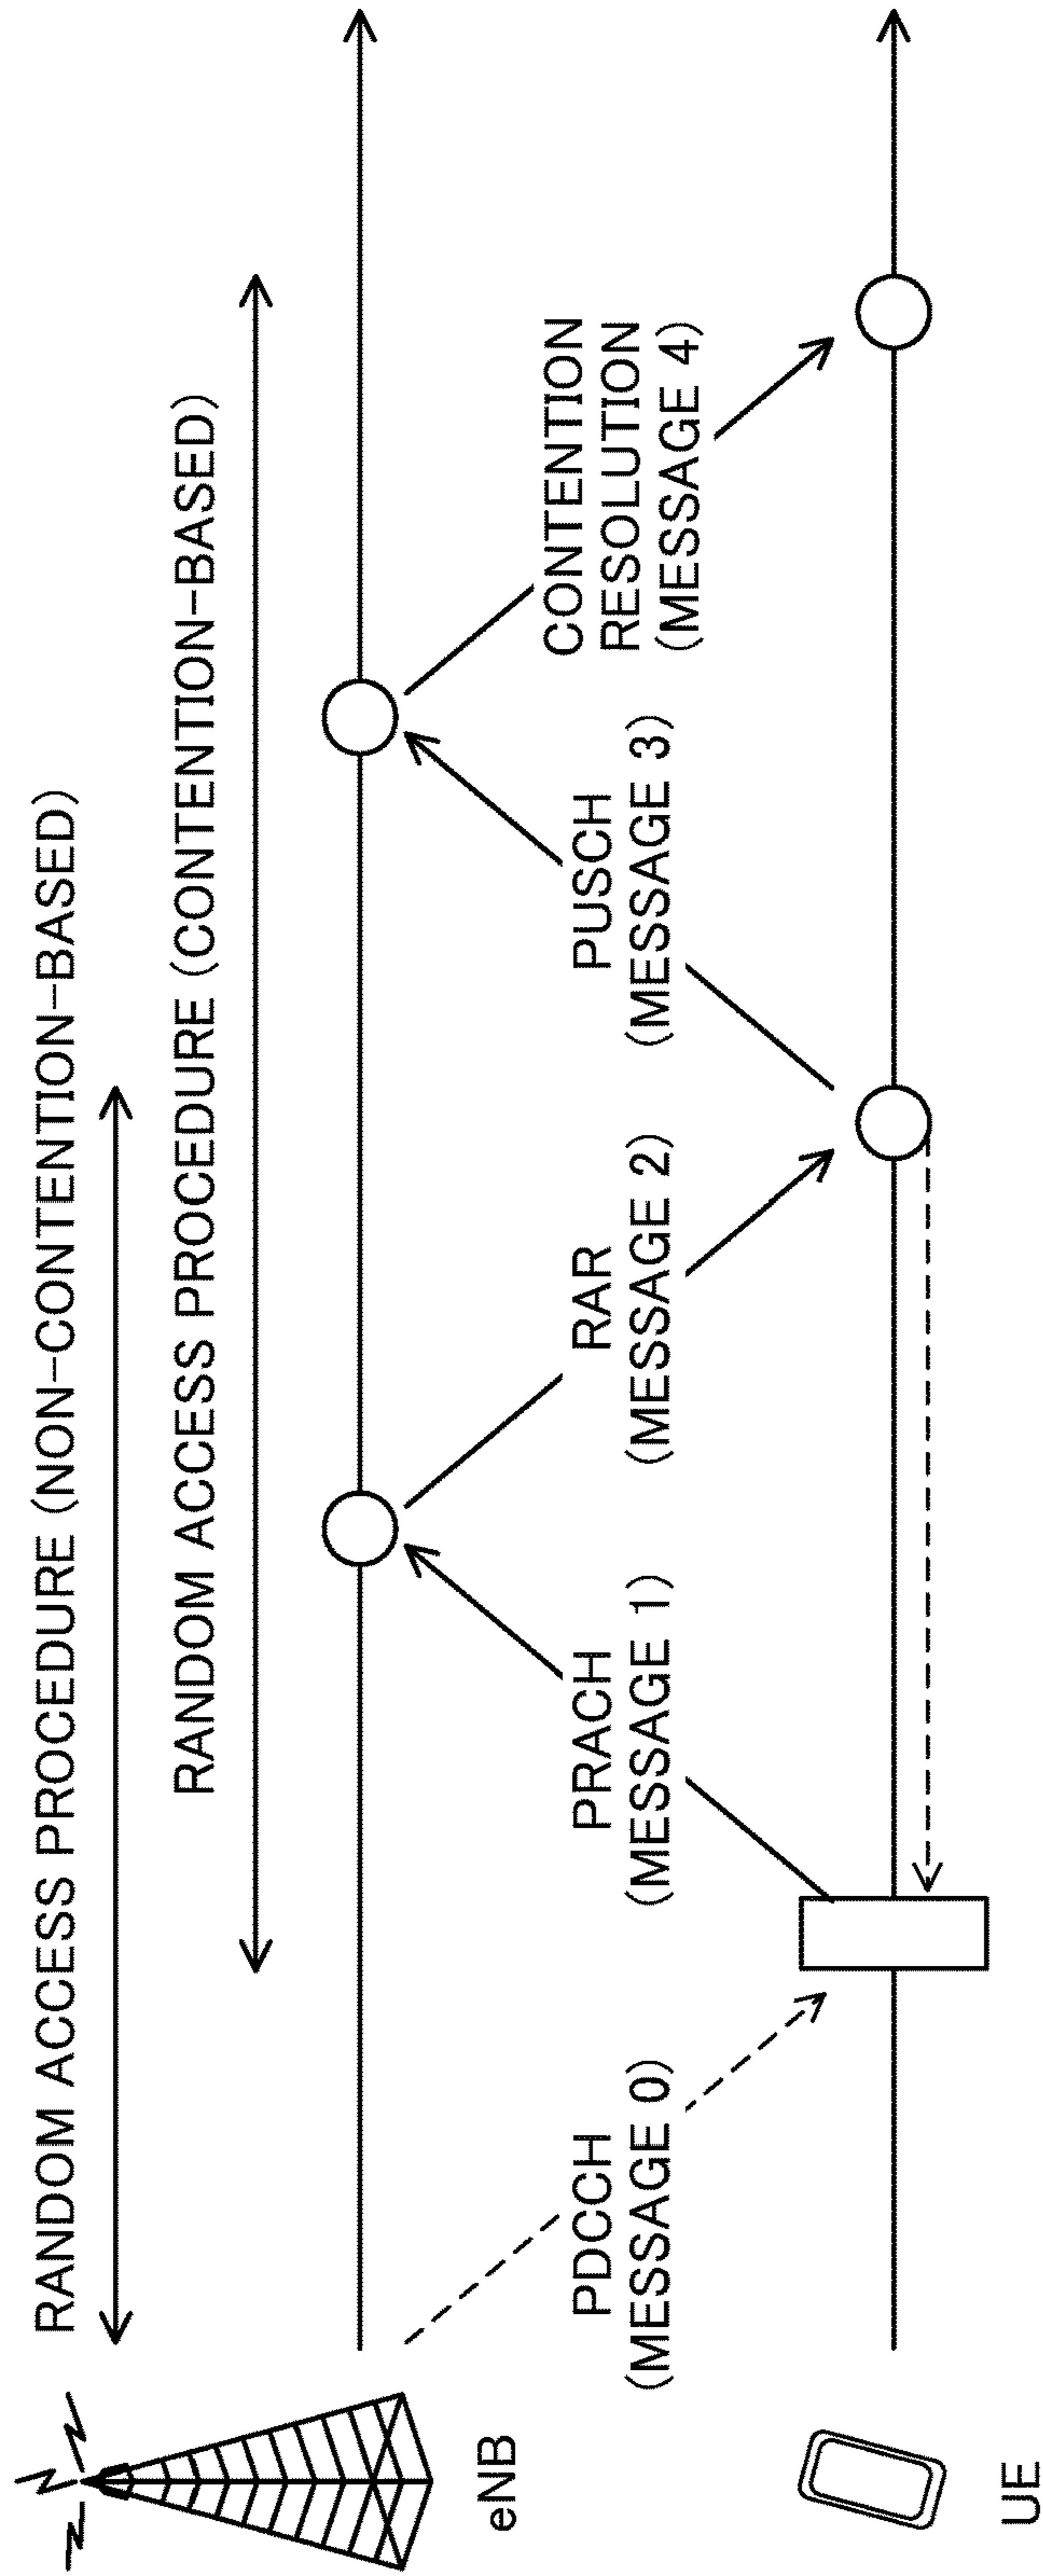 RANDOM ACCESS PROCEDURE (NON-CONTENTION-BASED)
RANDOM ACCESS PROCEDURE (CONTENTION-BASED)
eNB
PDCCH
(MESSAGE 0)
PRACH
(MESSAGE 1)
RAR
(MESSAGE 2)
PUSCH
(MESSAGE 3)
CONTENTION
RESOLUTION
(MESSAGE 4)
UE